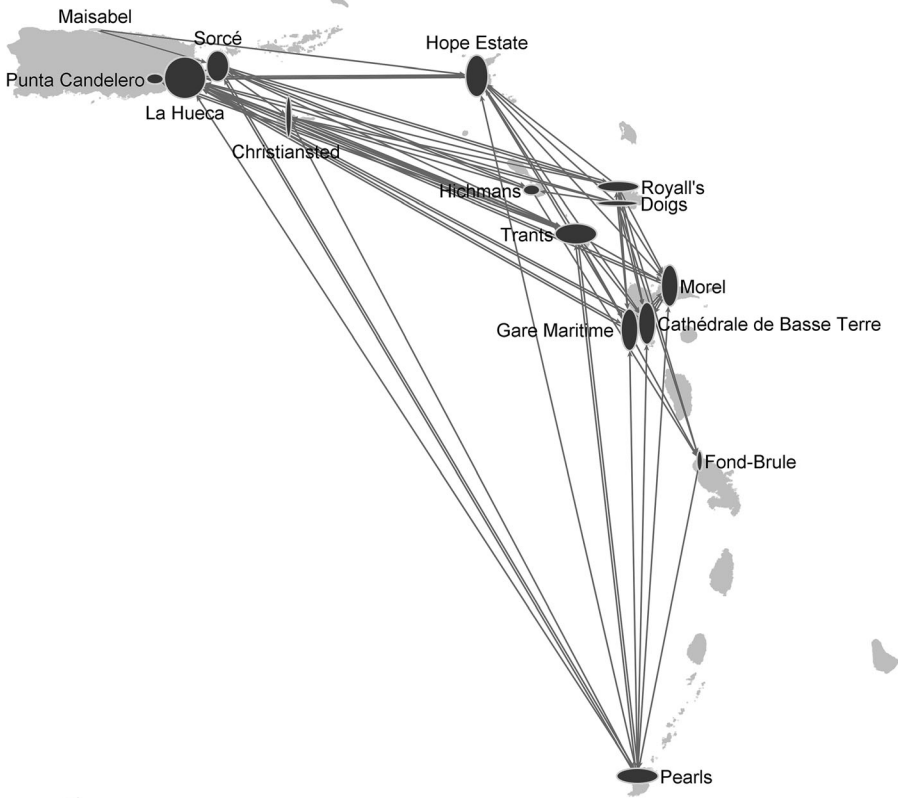 Maisabel
Sorcé
Hope Estate
Punta Candelero
La Hueca
Christiansted
Hichmans
Royall's
Doigs
Trants
Morel
Gare Maritime
Cathédrale de Basse Terre
Fond-Brule
Pearls